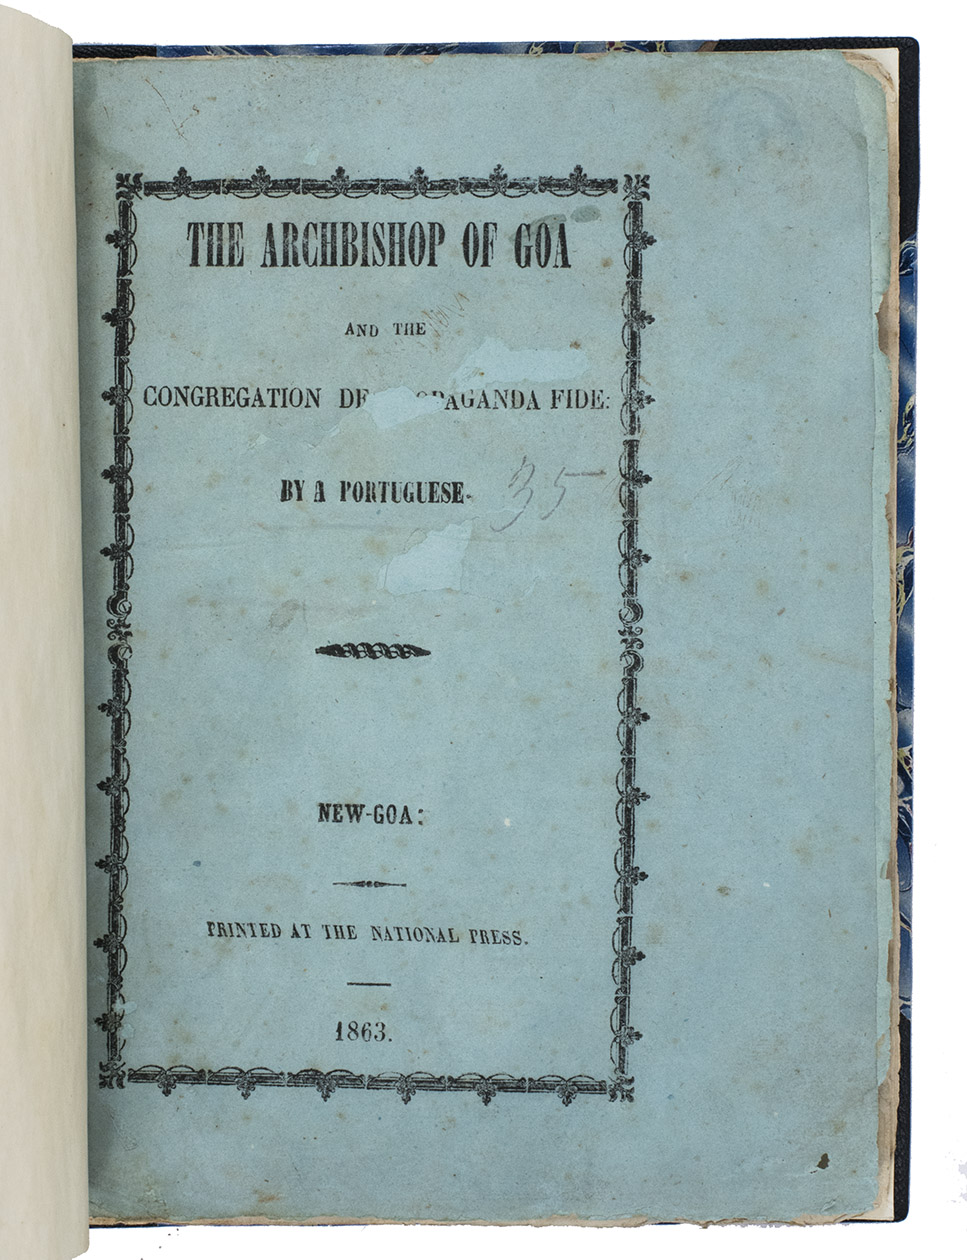 THE ARCHBISHOP OF GOA
AND THE
CONGREGATION DE PROPAGANDA FIDE:
BY A PORTUGUESE.
35
NEW-GOA:
PRINTED AT THE NATIONAL PRESS.
1863.